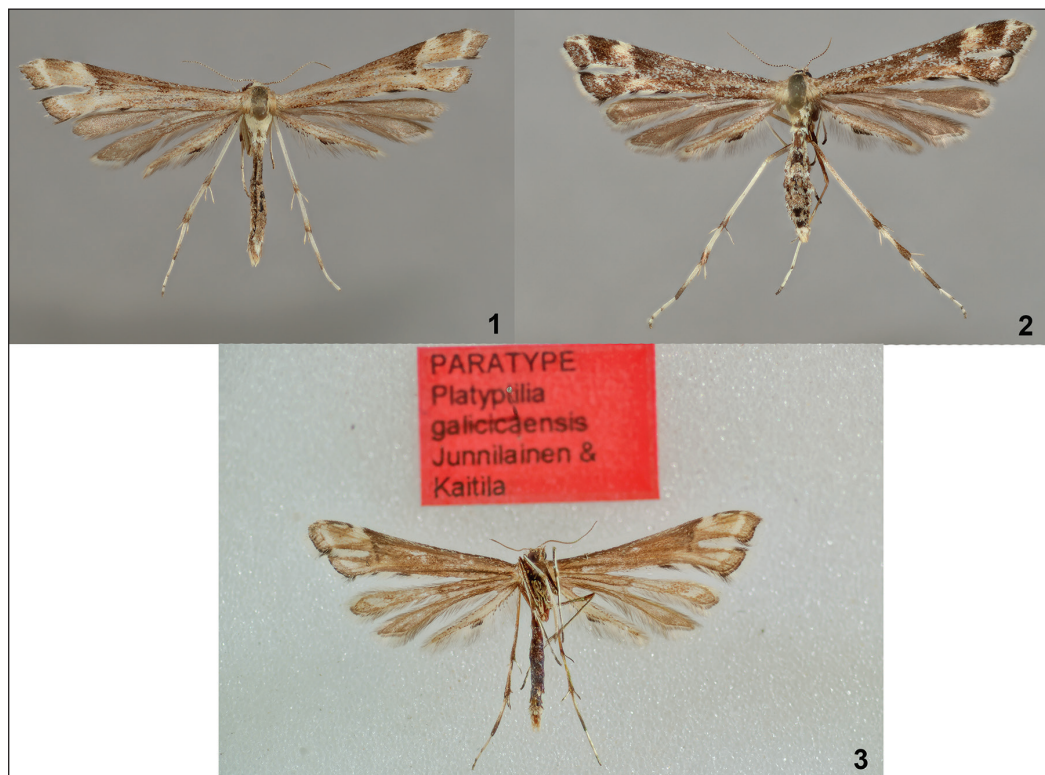 1
2
PARATYPE
Platyptilia
galicicaensis
Junnilainen &
Kaitila
3